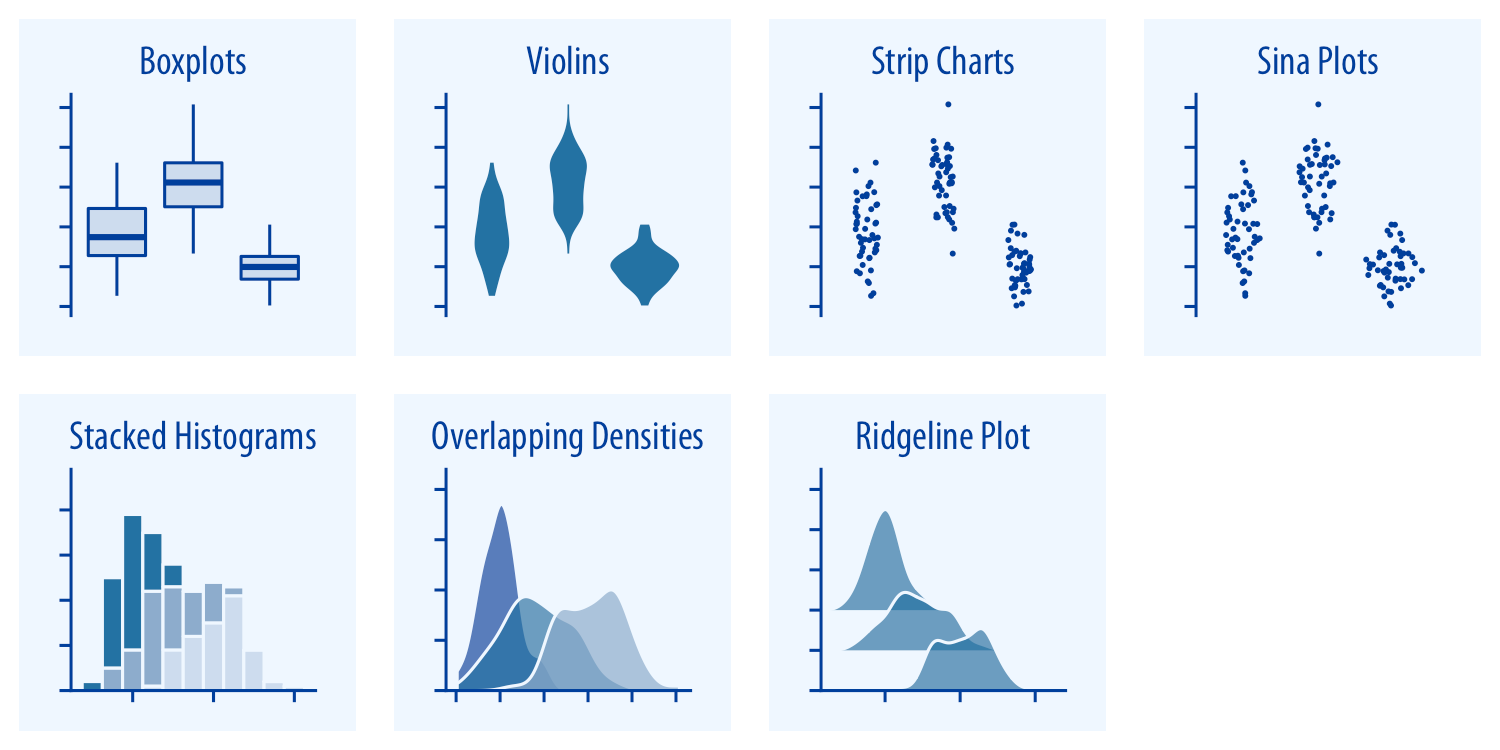 Boxplots
Violins
Strip Charts
Sina Plots
Stacked Histograms
Overlapping Densities
Ridgeline Plot